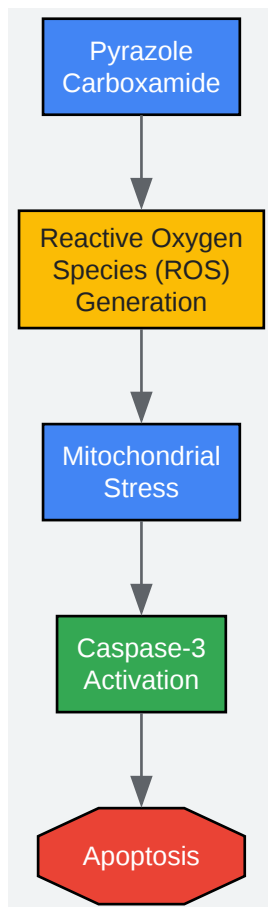 Pyrazole
Carboxamide
Reactive Oxygen
Species (ROS)
Generation
Mitochondrial
Stress
Caspase-3
Activation
Apoptosis